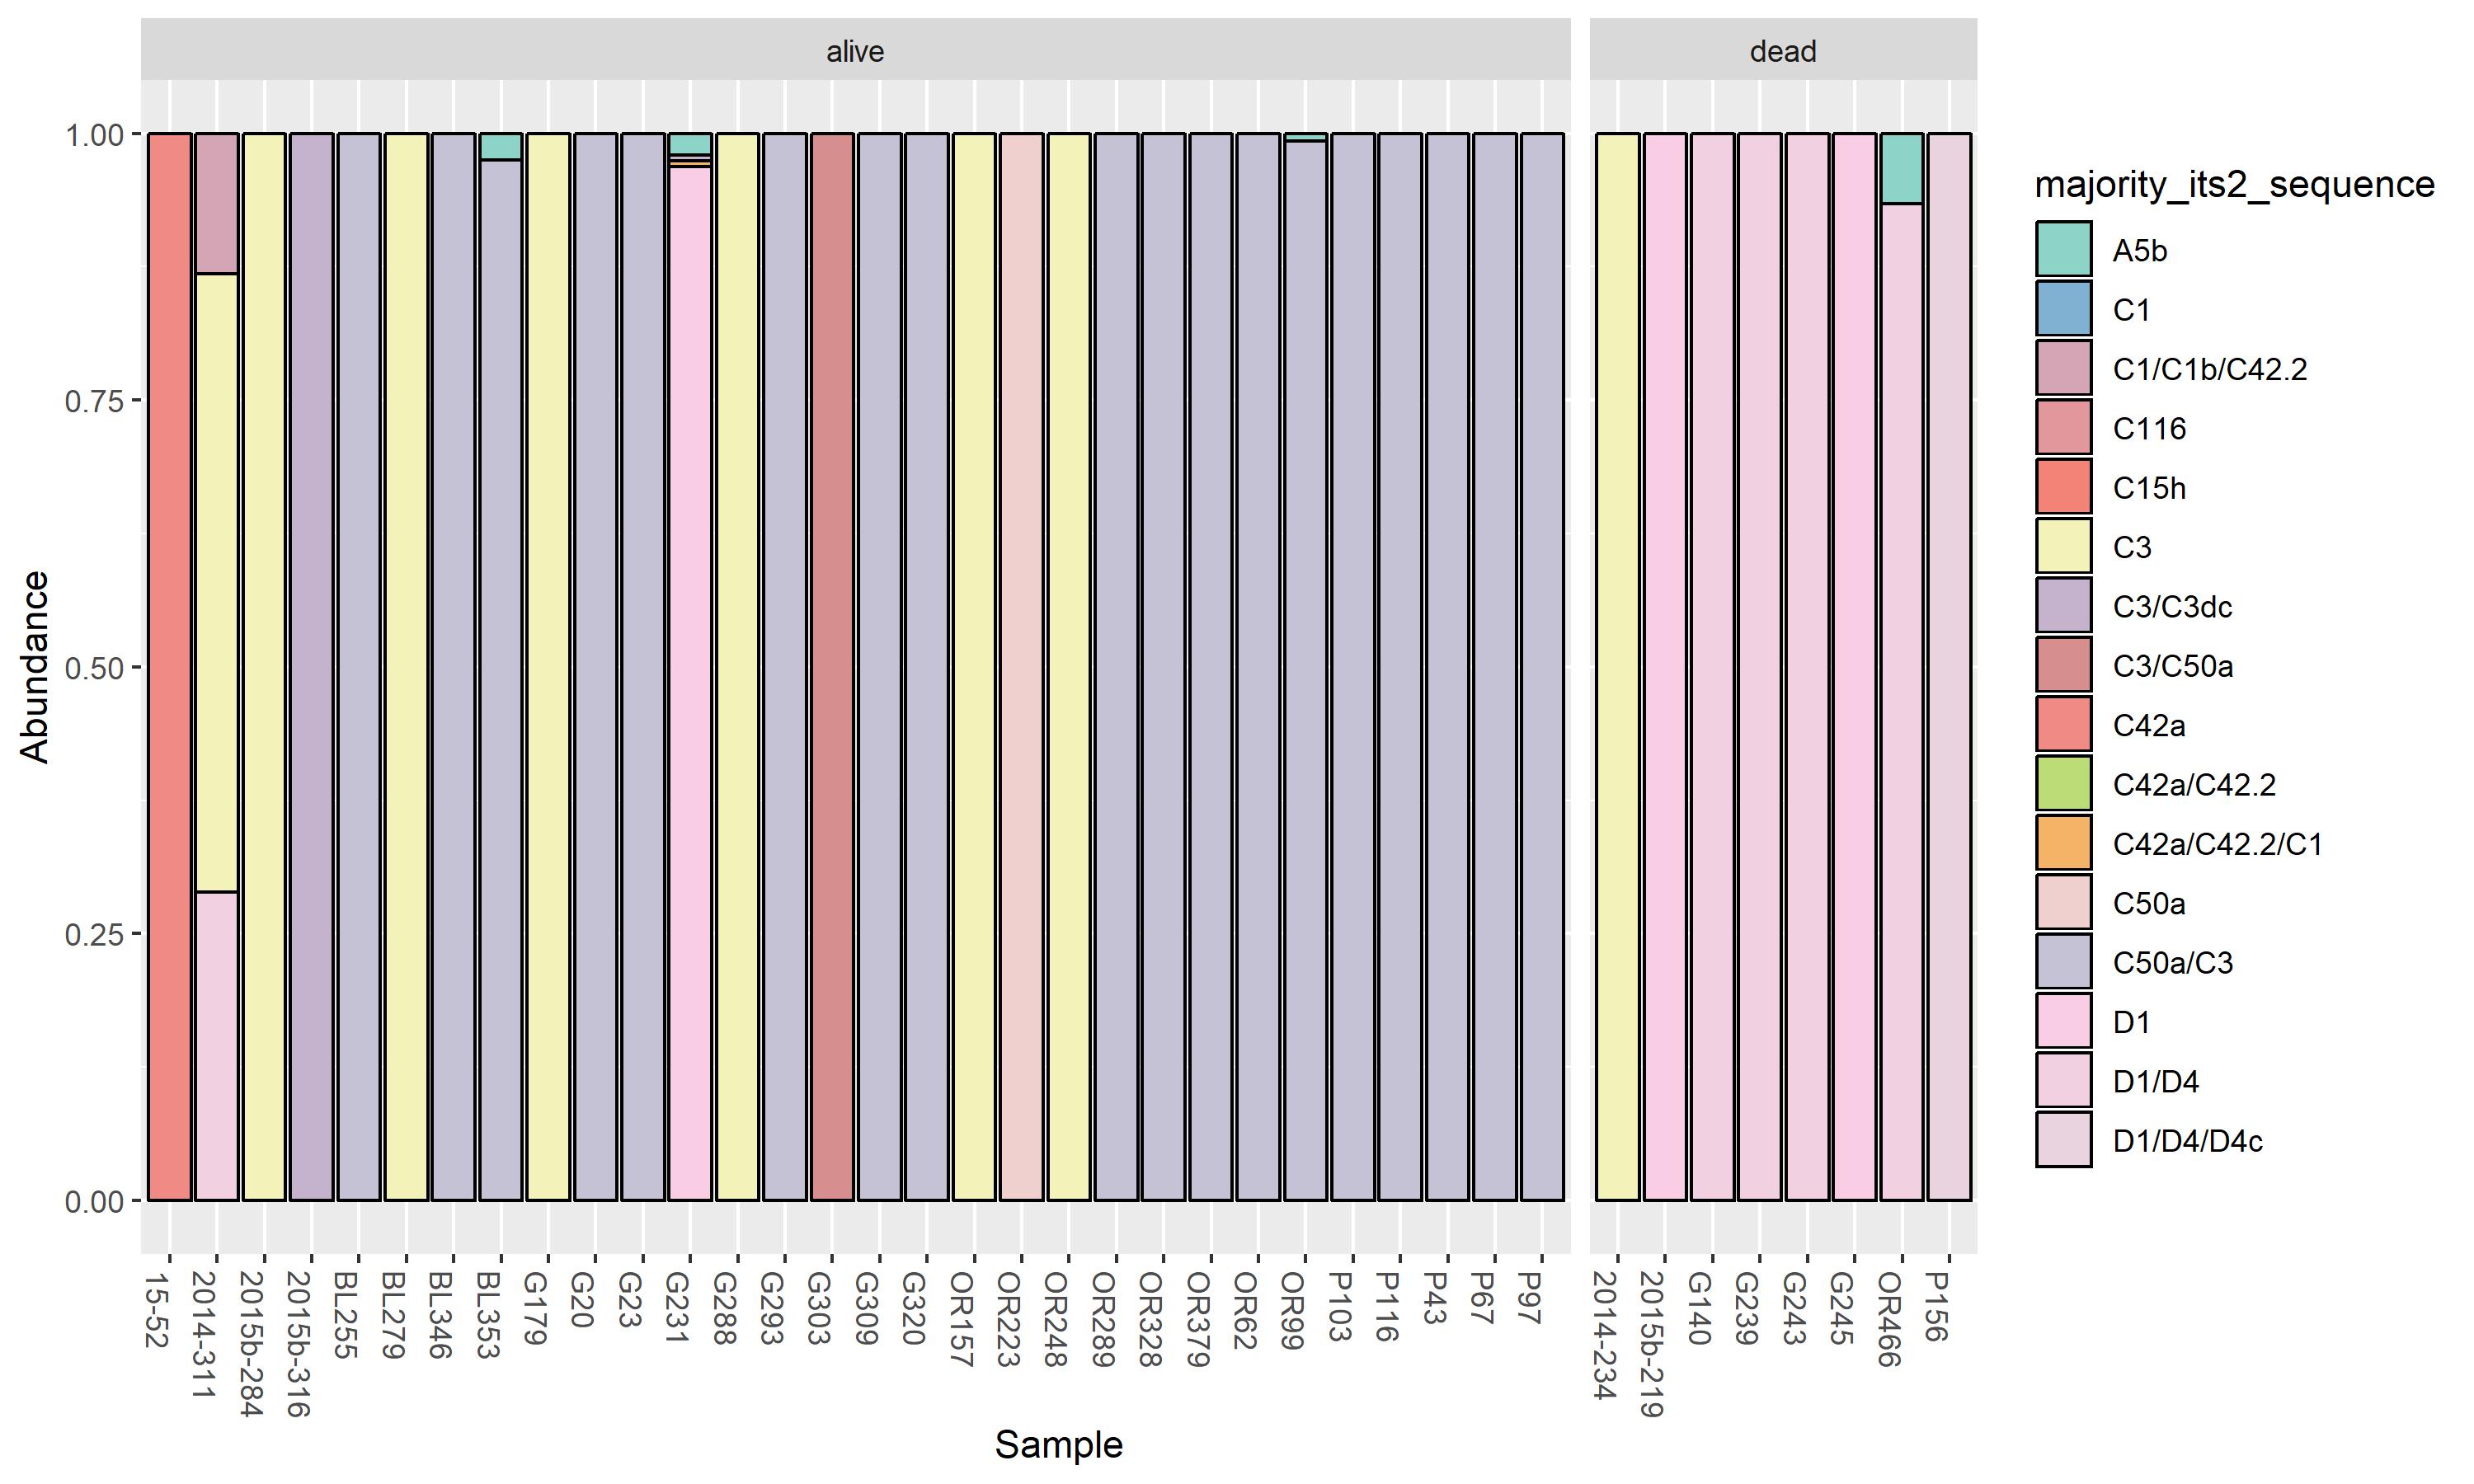 alive
dead
1.00
0.75
0.50
0.25
0.00
Abundance
15-52
2014-311
2015b-284
2015b-316
BL255
BL279
BL346
BL353
G179
G20
G23
G231
G288
G293
G303
G309
G320
OR157
OR223
OR248
OR289
OR328
OR379
OR62
OR99
P103
P116
P43
P67
P97
2014-234
2015b-219
G140
G239
G243
G245
OR466
P156
Sample
majority_its2_sequence
A5b
C1
C1/C1b/C42.2
C116
C15h
C3
C3/C3dc
C3/C50a
C42a
C42a/C42.2
C42a/C42.2/C1
C50a
C50a/C3
D1
D1/D4
D1/D4/D4c